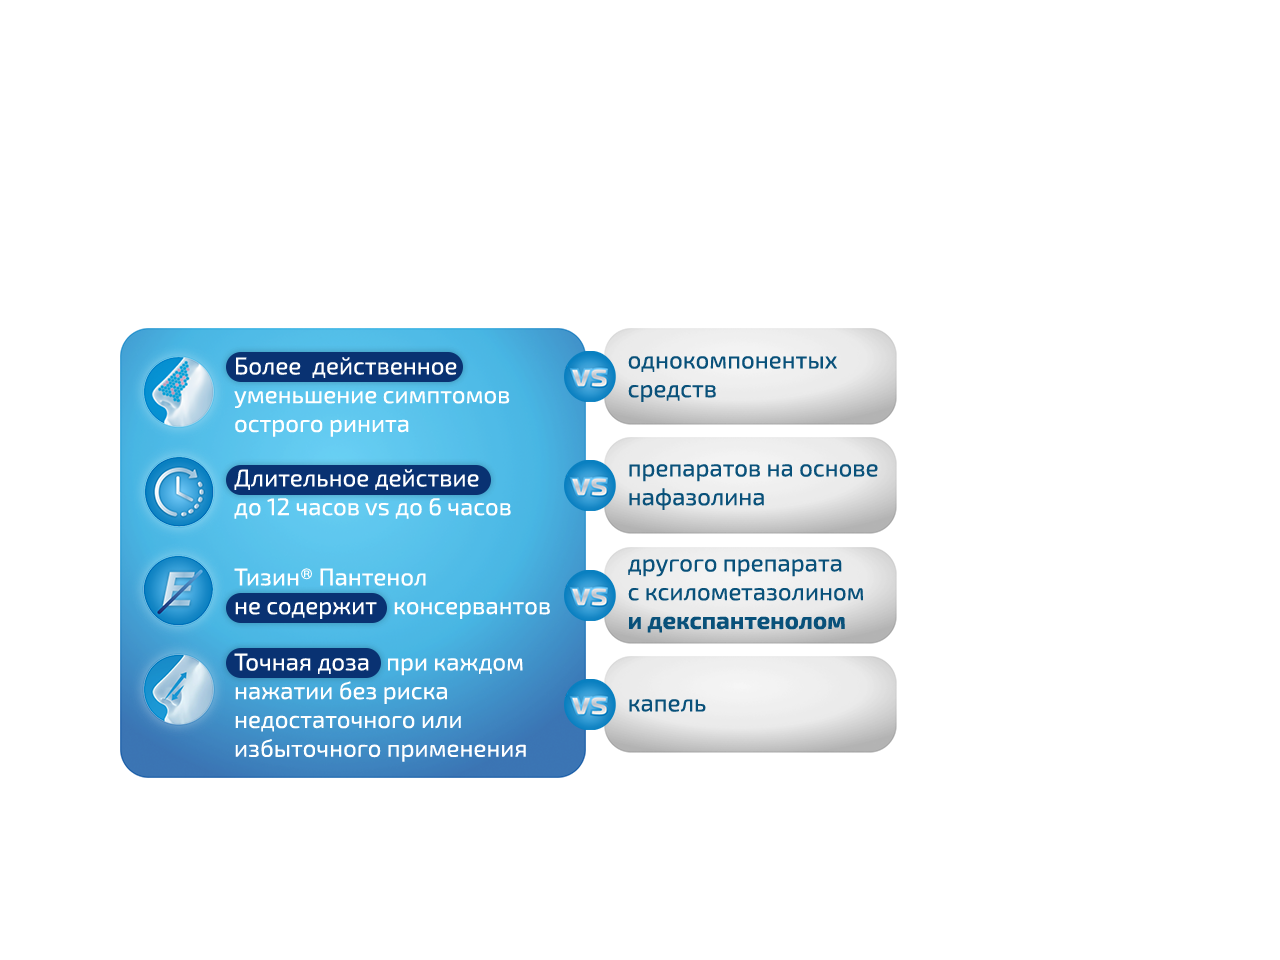 Более действенное
уменьшение симптомов
острого ринита
vs
однокомпонентых
средств
Длительное действие
до 12 часов vs до 6 часов
vs
препаратов на основе
нафазолина
E
Тизин® Пантенол
не содержит консервантов
vs
другого препарата
с ксилометазолином
и декспантенолом
Точная доза при каждом
нажатии без риска
недостаточного или
избыточного применения
vs
капель